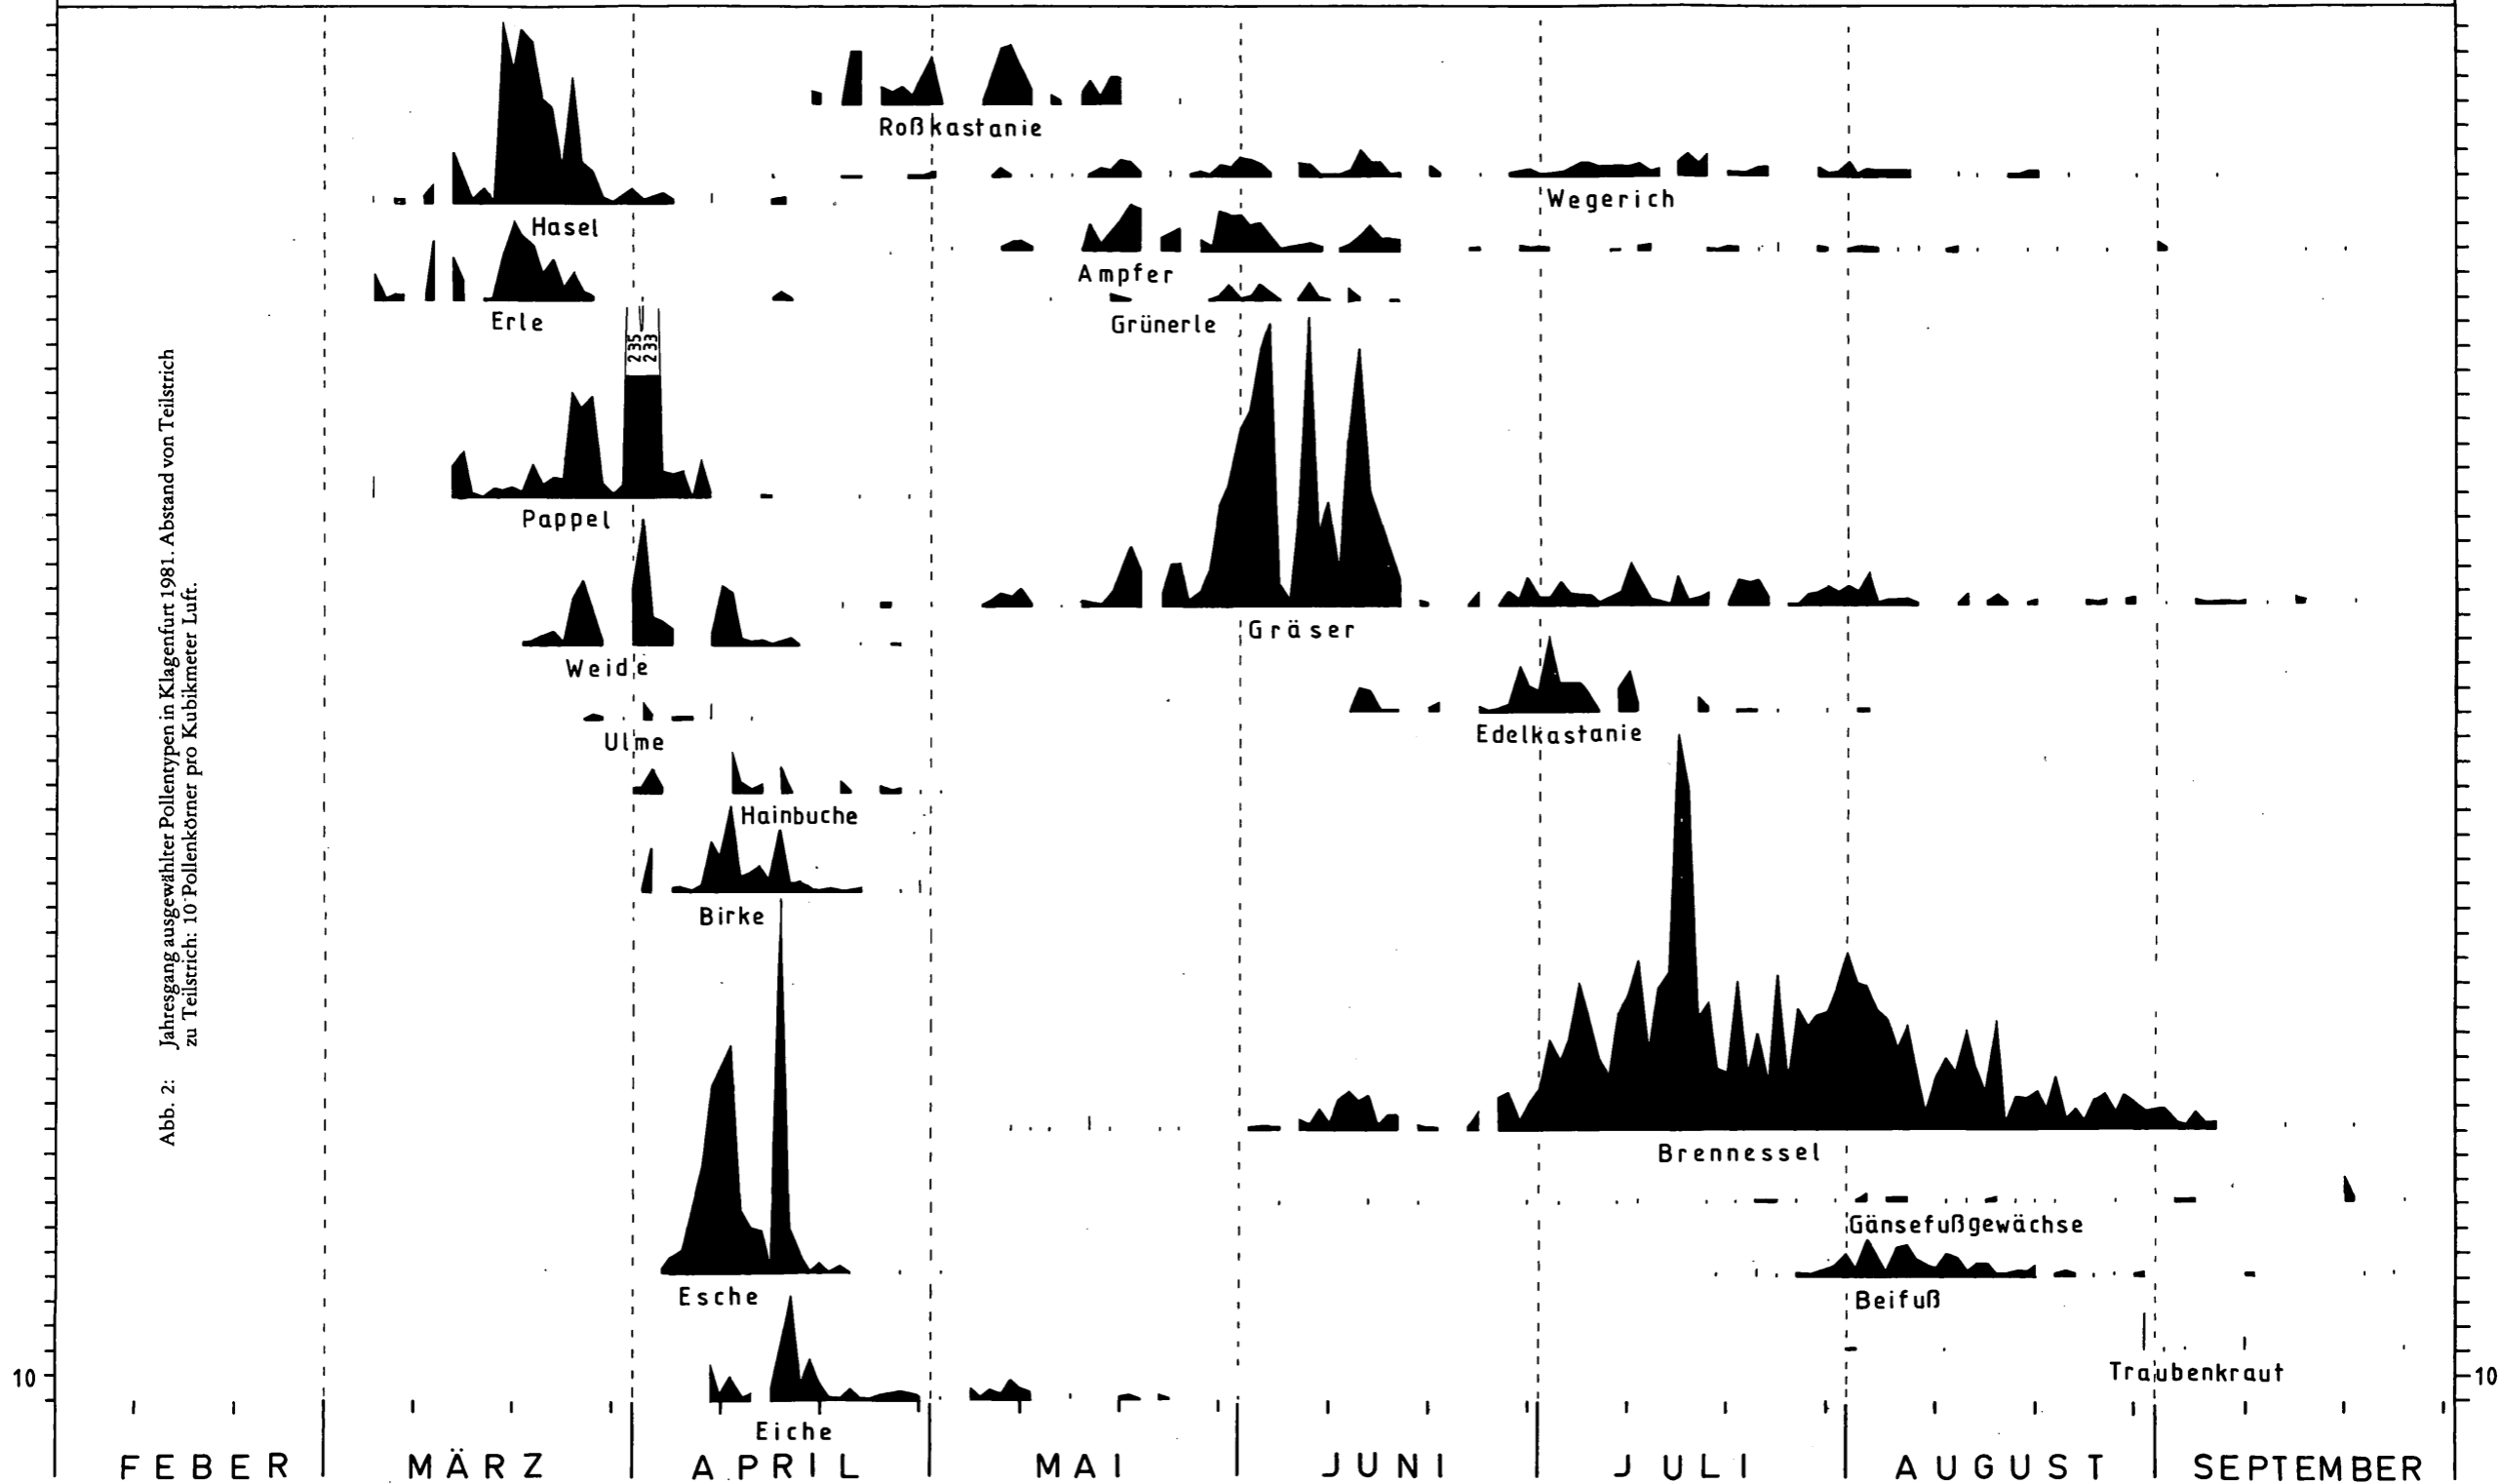 Roßkastanie
Wegerich
Hasel
Ampfer
Erle
Grünerle
235
233
Pappel
Gräser
Weide
Edelkastanie
Ulme
Hainbuche
Birke
Brennessel
Gänsefußgewächse
Esche
Beifuß
Traubenkraut
Eiche
10
10
FEBER MÄRZ APRIL MAI JUNI JULI AUGUST SEPTEMBER
Abb. 2: Jahresgang ausgewählter Pollentypen in Klagenfurt 1981. Abstand von Teilstrich
zu Teilstrich: 10 Pollenkörner pro Kubikmeter Luft.